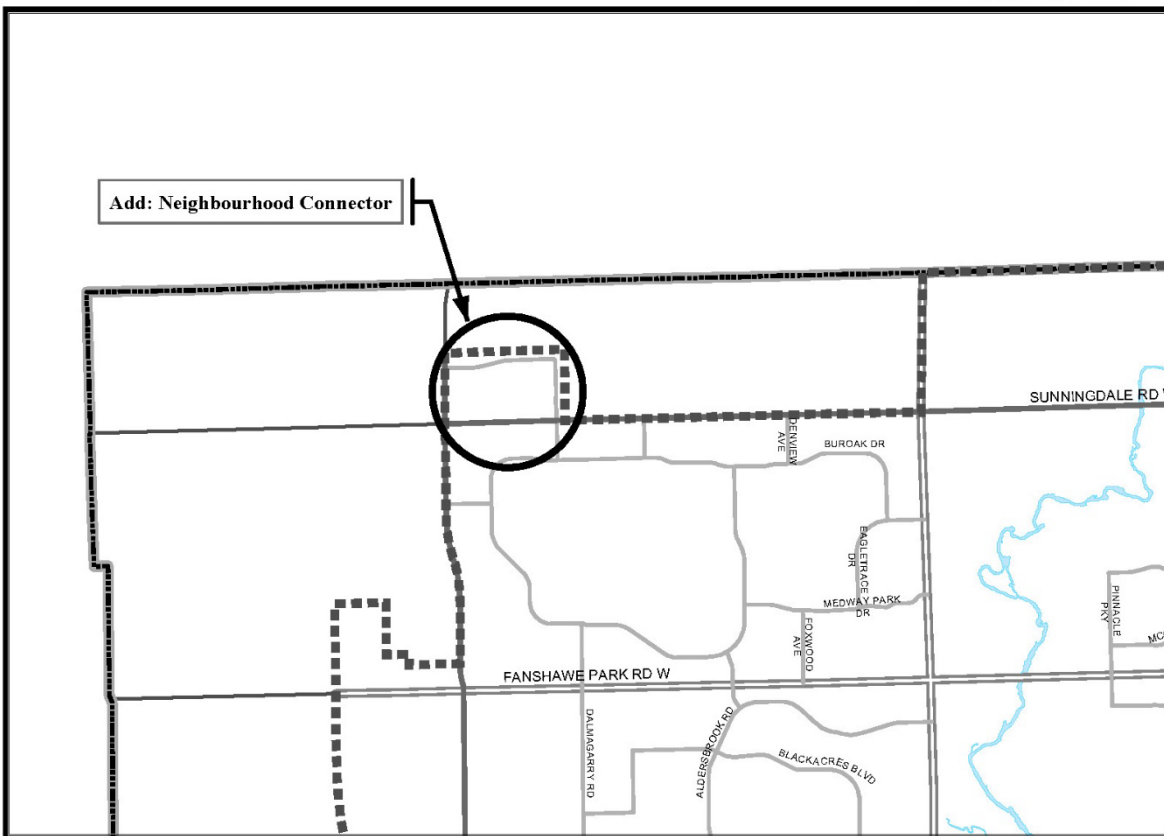 Add: Neighbourhood Connector
SUNNINGDALE RD
DENVIEW
AVE
BUROAK DR
EAGLETRACE
DR
MEDWAY PARK
DR
FOXWOOD
AVE
PINNACLE
PKY
FANSHAWE PARK RD W
DALMAGARRY RD
ALDERSBROOK RD
BLACKACRES BLVD